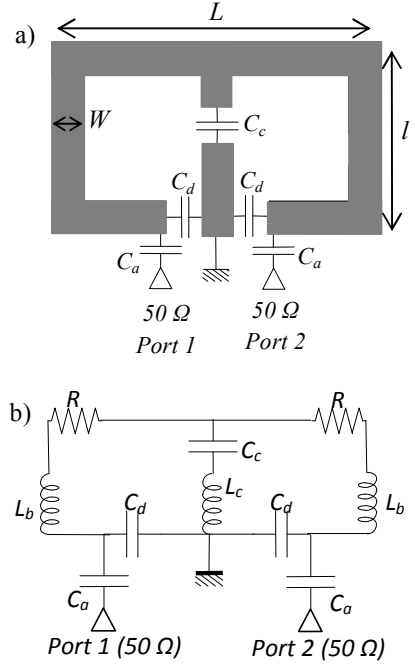 a)
L
W
l
C_c
C_d C_d
C_a C_a
50 Ω 50 Ω
Port 1 Port 2
b)
R R
C_c
L_b C_d L_c C_d L_b
C_a C_a
Port 1 (50 Ω) Port 2 (50 Ω)